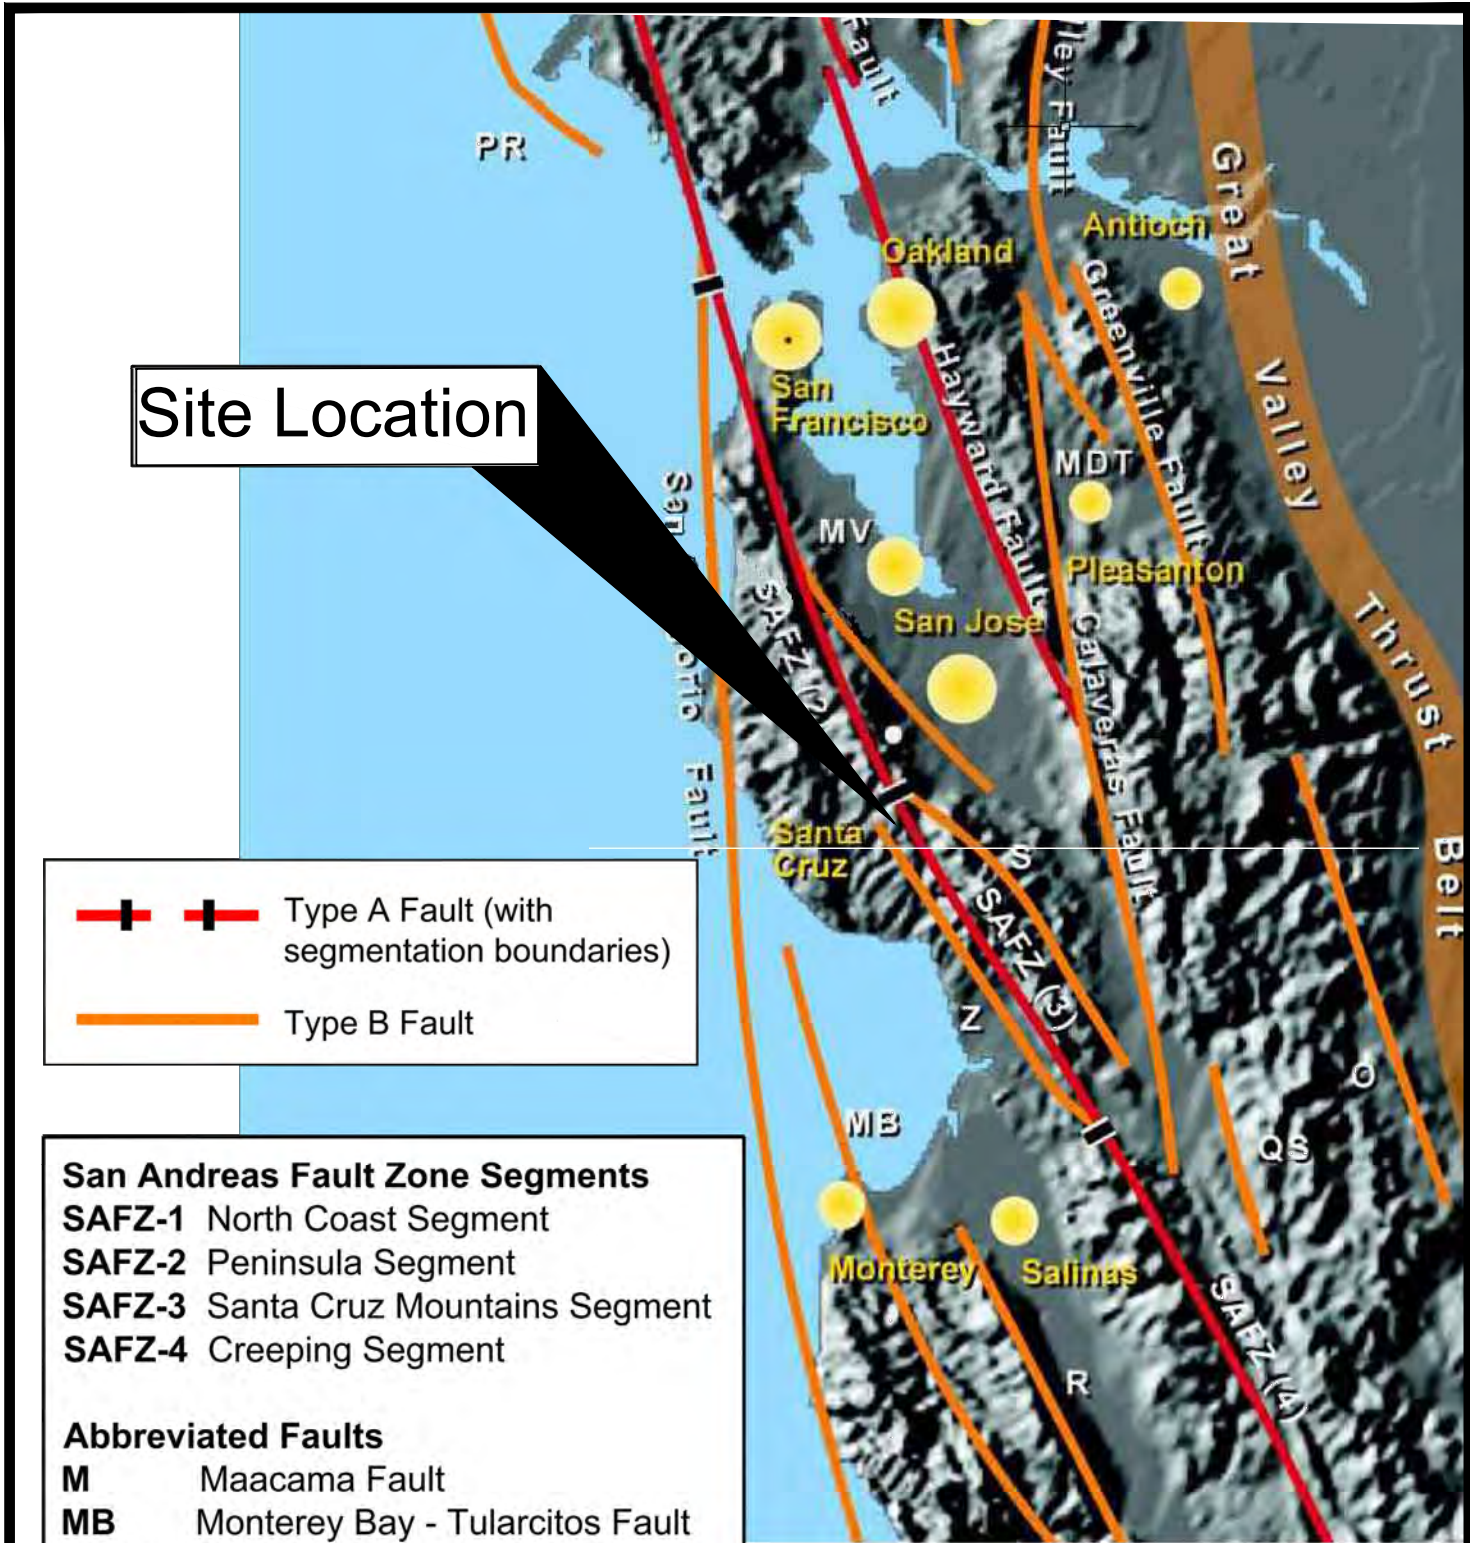 Fault
lley Fault
PR
Great
Antioch
Oakland
Greenville Fault
Valley
San
Francisco
Hayward Fault
Site Location
MDT
San
MV
Pleasanton
SAFZ (2
San Jose
Thrust
Calaveras Fault
Fault
Santa
Cruz
S
Belt
SAFZ (3)
Type A Fault (with
segmentation boundaries)
Z
Type B Fault
O
MB
QS
San Andreas Fault Zone Segments
SAFZ-1 North Coast Segment
SAFZ-2 Peninsula Segment
SAFZ-3 Santa Cruz Mountains Segment
SAFZ-4 Creeping Segment
Monterey
Salinas
SAFZ (4)
R
Abbreviated Faults
M Maacama Fault
MB Monterey Bay - Tularcitos Fault